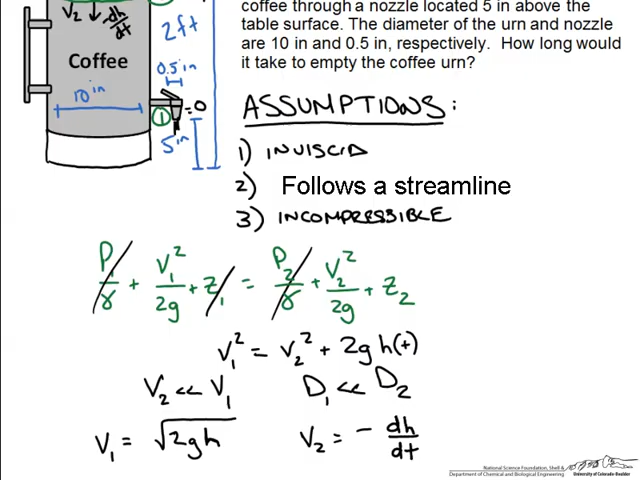 coffee through a nozzle located 5 in above the
table surface. The diameter of the urn and nozzle
are 10 in and 0.5 in, respectively. How long would
it take to empty the coffee urn?
V₂ ↓ -dh/dt
2ft
Coffee
0.5 in
10 in
1
=0
5 in
ASSUMPTIONS:
1) INVISCID
2) Follows a streamline
3) INCOMPRESSIBLE
P₁/γ + V₁²/2g + Z₁ = P₂/γ + V₂²/2g + Z₂
V₁² = V₂² + 2gh(t)
V₂ << V₁ D₁ << D₂
V₁ = √2gh V₂ = - dh/dt
National Science Foundation, Shell &
Department of Chemical and Biological Engineering
University of Colorado Boulder